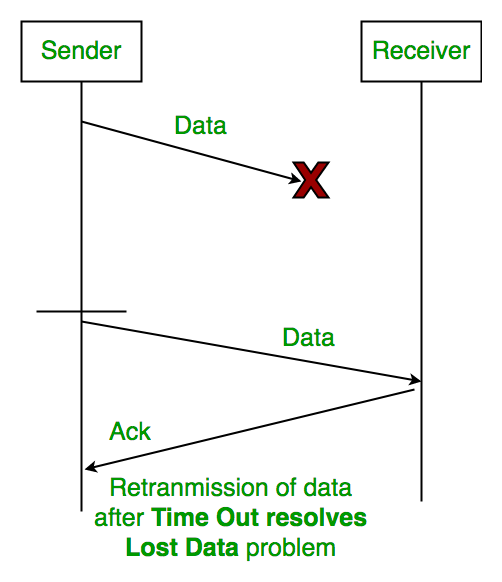 Sender
Receiver
Data
X
Data
Ack
Retranmission of data
after Time Out resolves
Lost Data problem